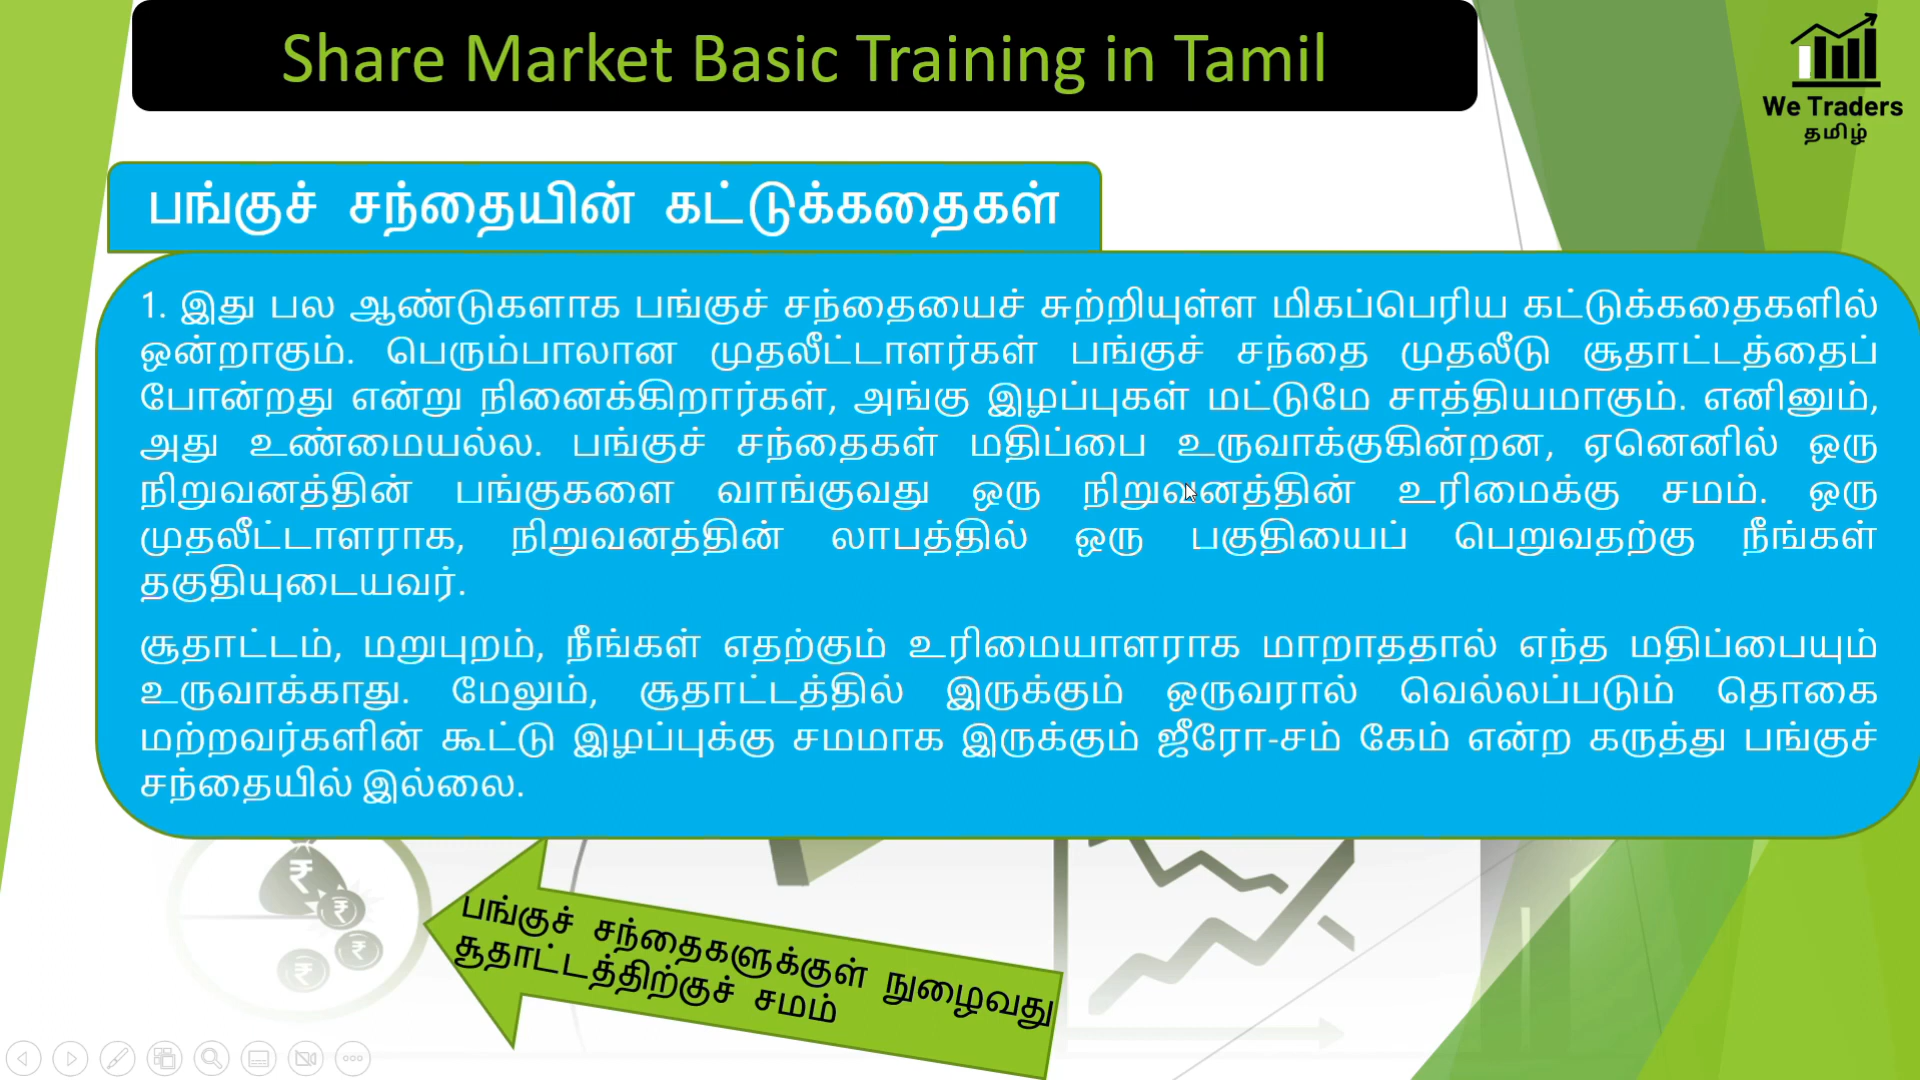 Share Market Basic Training in Tamil
We Traders
தமிழ்
பங்குச் சந்தையின் கட்டுக்கதைகள்
1. இது பல ஆண்டுகளாக பங்குச் சந்தையைச் சுற்றியுள்ள மிகப்பெரிய கட்டுக்கதைகளில்
ஒன்றாகும். பெரும்பாலான முதலீட்டாளர்கள் பங்குச் சந்தை முதலீடு சூதாட்டத்தைப்
போன்றது என்று நினைக்கிறார்கள், அங்கு இழப்புகள் மட்டுமே சாத்தியமாகும். எனினும்,
அது உண்மையல்ல. பங்குச் சந்தைகள் மதிப்பை உருவாக்குகின்றன, ஏனெனில் ஒரு
நிறுவனத்தின் பங்குகளை வாங்குவது ஒரு நிறுவனத்தின் உரிமைக்கு சமம். ஒரு
முதலீட்டாளராக, நிறுவனத்தின் லாபத்தில் ஒரு பகுதியைப் பெறுவதற்கு நீங்கள்
தகுதியுடையவர்.
சூதாட்டம், மறுபுறம், நீங்கள் எதற்கும் உரிமையாளராக மாறாததால் எந்த மதிப்பையும்
உருவாக்காது. மேலும், சூதாட்டத்தில் இருக்கும் ஒருவரால் வெல்லப்படும் தொகை
மற்றவர்களின் கூட்டு இழப்புக்கு சமமாக இருக்கும் ஜீரோ-சம் கேம் என்ற கருத்து பங்குச்
சந்தையில் இல்லை.
பங்குச் சந்தைகளுக்குள் நுழைவது
சூதாட்டத்திற்குச் சமம்